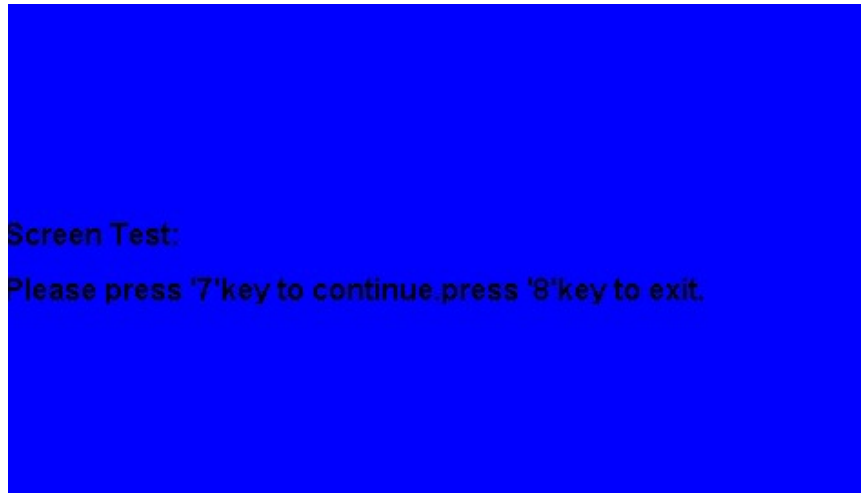 Screen Test:
Please press '7'key to continue.press '8'key to exit.